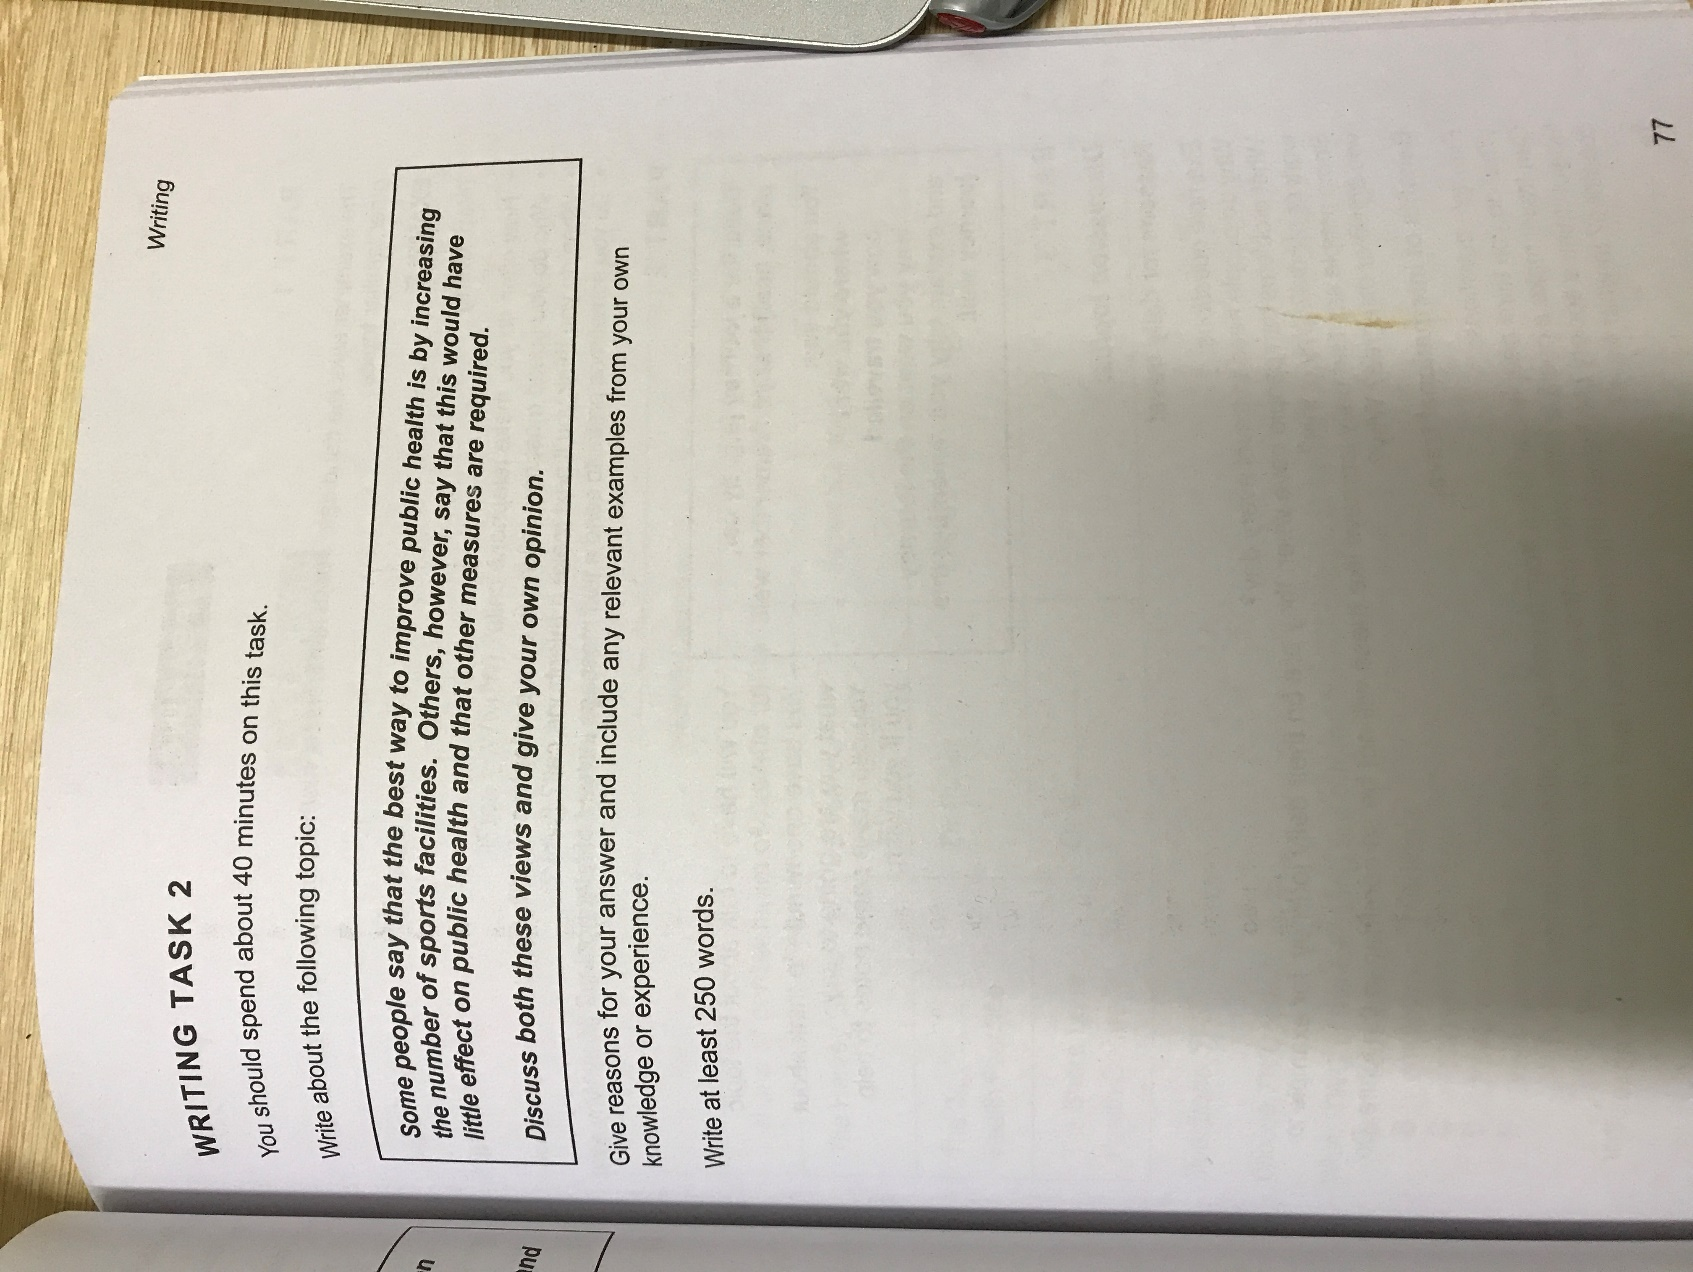 Writing
WRITING TASK 2
You should spend about 40 minutes on this task.
Write about the following topic:
Some people say that the best way to improve public health is by increasing
the number of sports facilities. Others, however, say that this would have
little effect on public health and that other measures are required.
Discuss both these views and give your own opinion.
Give reasons for your answer and include any relevant examples from your own
knowledge or experience.
Write at least 250 words.
77